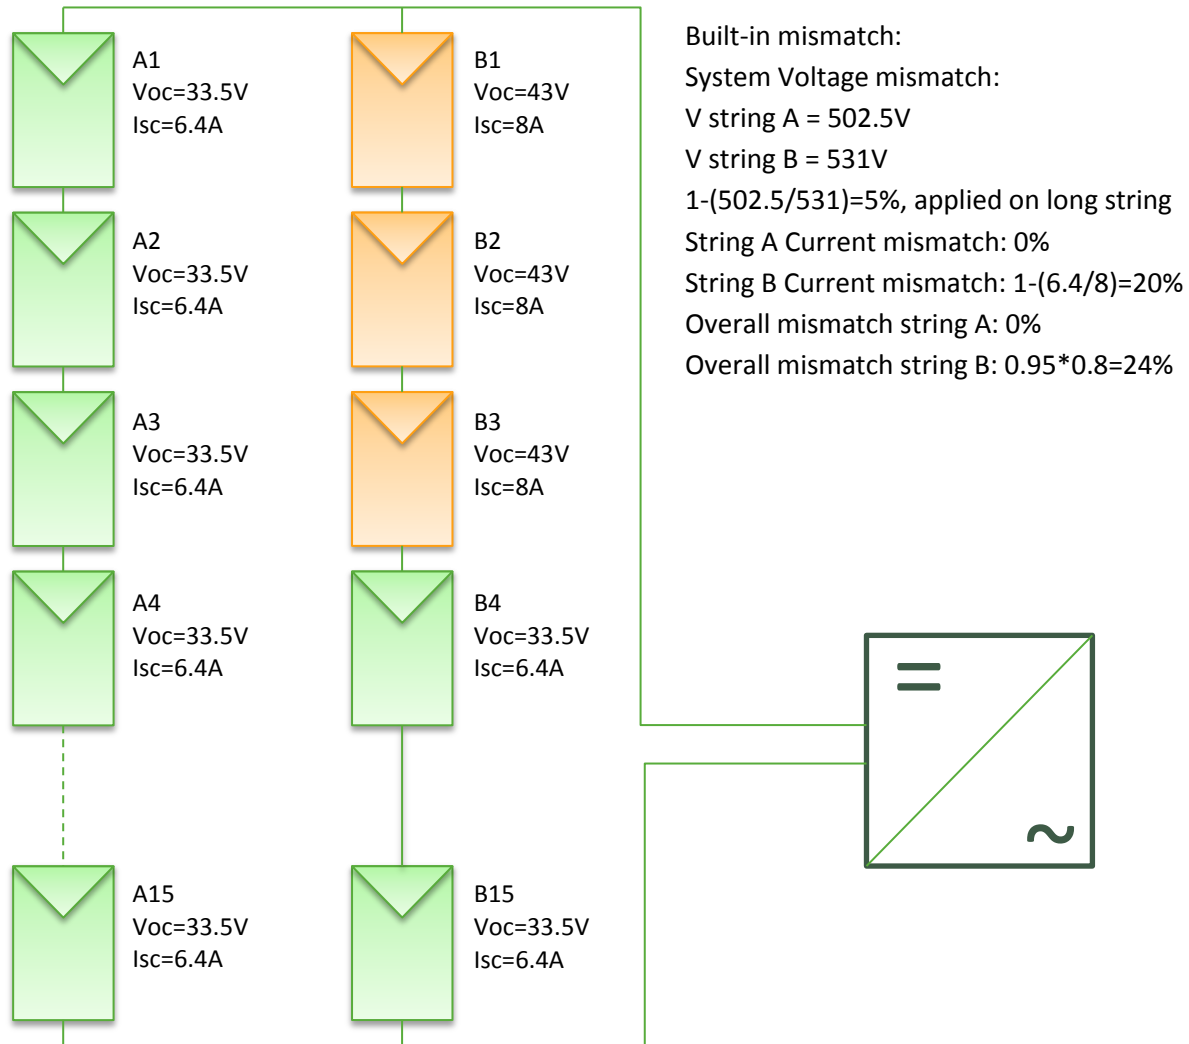 A1
Voc=33.5V
Isc=6.4A
B1
Voc=43V
Isc=8A
Built-in mismatch:
System Voltage mismatch:
V string A = 502.5V
V string B = 531V
1-(502.5/531)=5%, applied on long string
String A Current mismatch: 0%
String B Current mismatch: 1-(6.4/8)=20%
Overall mismatch string A: 0%
Overall mismatch string B: 0.95*0.8=24%
A2
Voc=33.5V
Isc=6.4A
B2
Voc=43V
Isc=8A
A3
Voc=33.5V
Isc=6.4A
B3
Voc=43V
Isc=8A
A4
Voc=33.5V
Isc=6.4A
B4
Voc=33.5V
Isc=6.4A
A15
Voc=33.5V
Isc=6.4A
B15
Voc=33.5V
Isc=6.4A